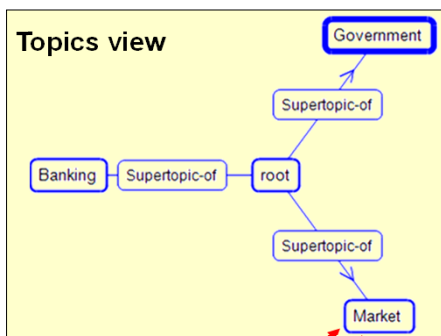 Topics view
Government
Supertopic-of
Banking
Supertopic-of
root
Supertopic-of
Market